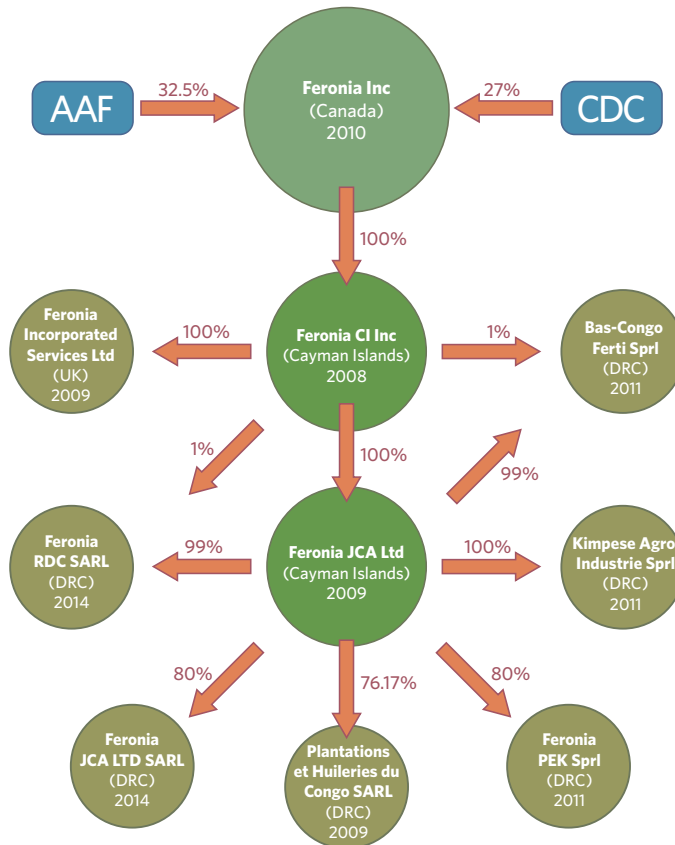 Feronia Inc
(Canada)
2010
AAF
32.5%
27%
CDC
100%
Feronia
Incorporated
Services Ltd
(UK)
2009
100%
Feronia CI Inc
(Cayman Islands)
2008
1%
Bas-Congo
Ferti Sprl
(DRC)
2011
1%
100%
99%
Feronia
RDC SARL
(DRC)
2014
99%
Feronia JCA Ltd
(Cayman Islands)
2009
100%
Kimpese Agro
Industrie Sprl
(DRC)
2011
80%
76.17%
80%
Feronia
JCA LTD SARL
(DRC)
2014
Plantations
et Huileries du
Congo SARL
(DRC)
2009
Feronia
PEK Sprl
(DRC)
2011